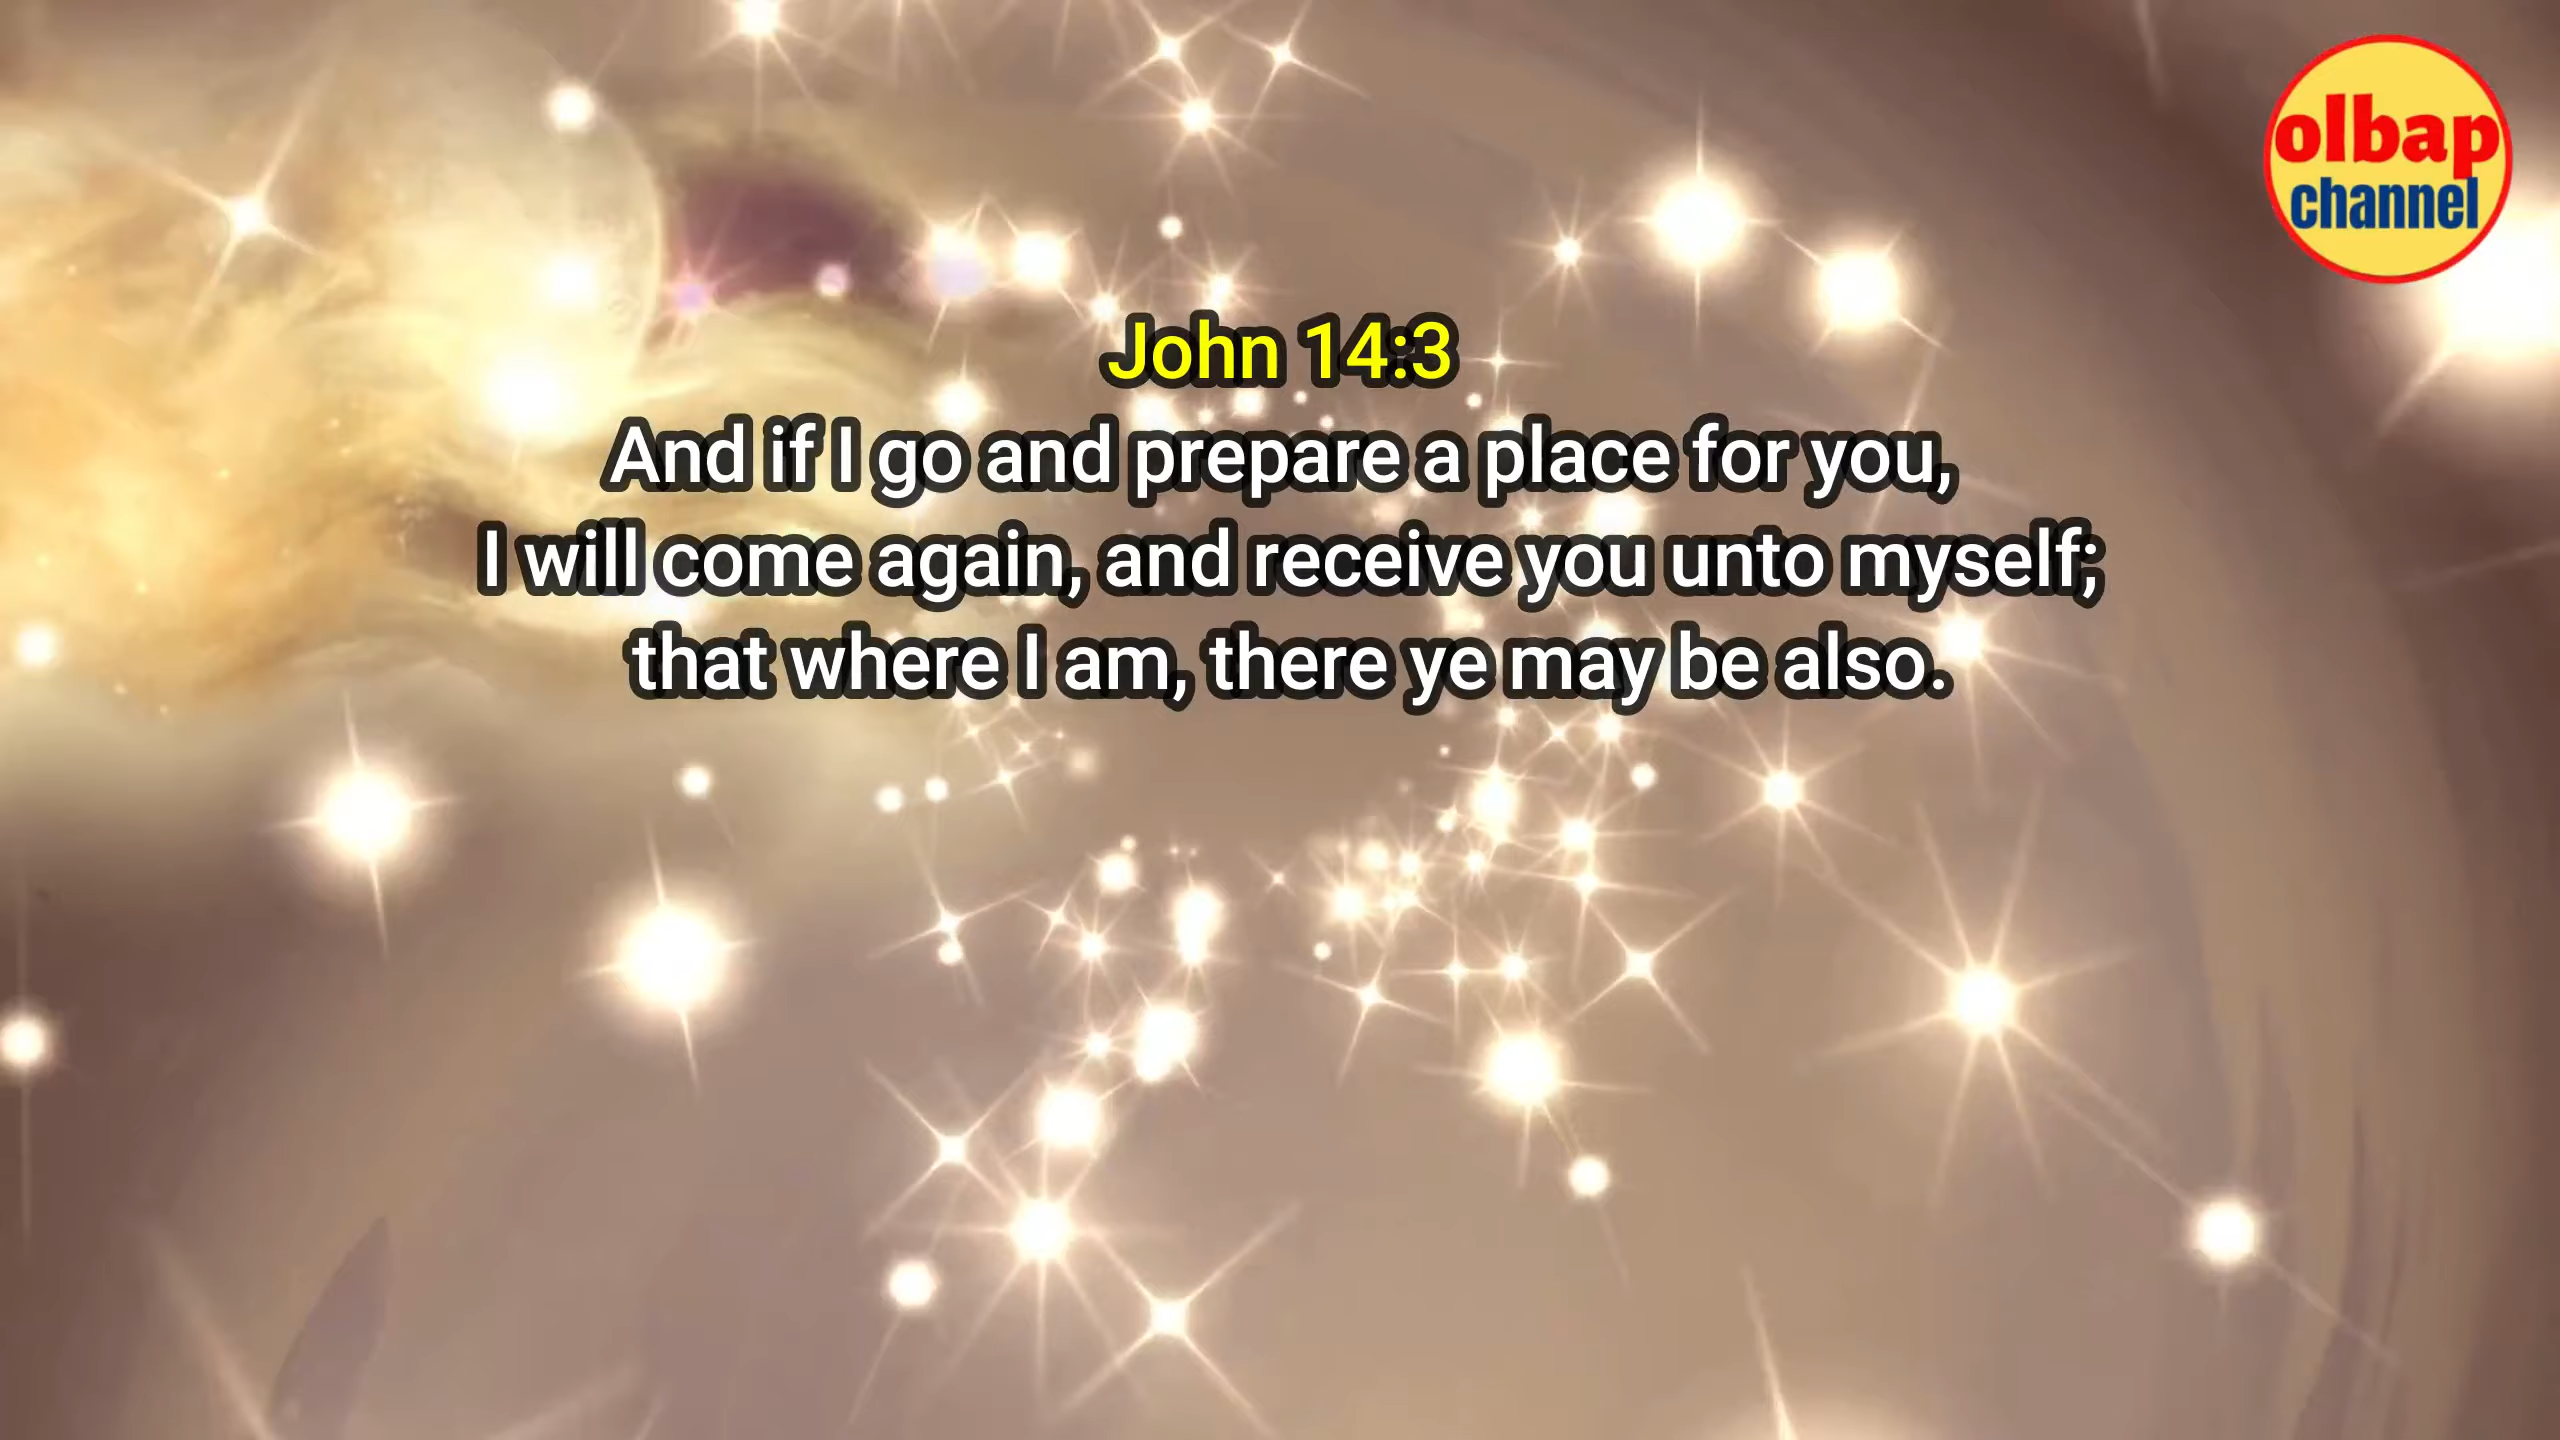 olbap
channel
John 14:3
And if I go and prepare a place for you,
I will come again, and receive you unto myself;
that where I am, there ye may be also.